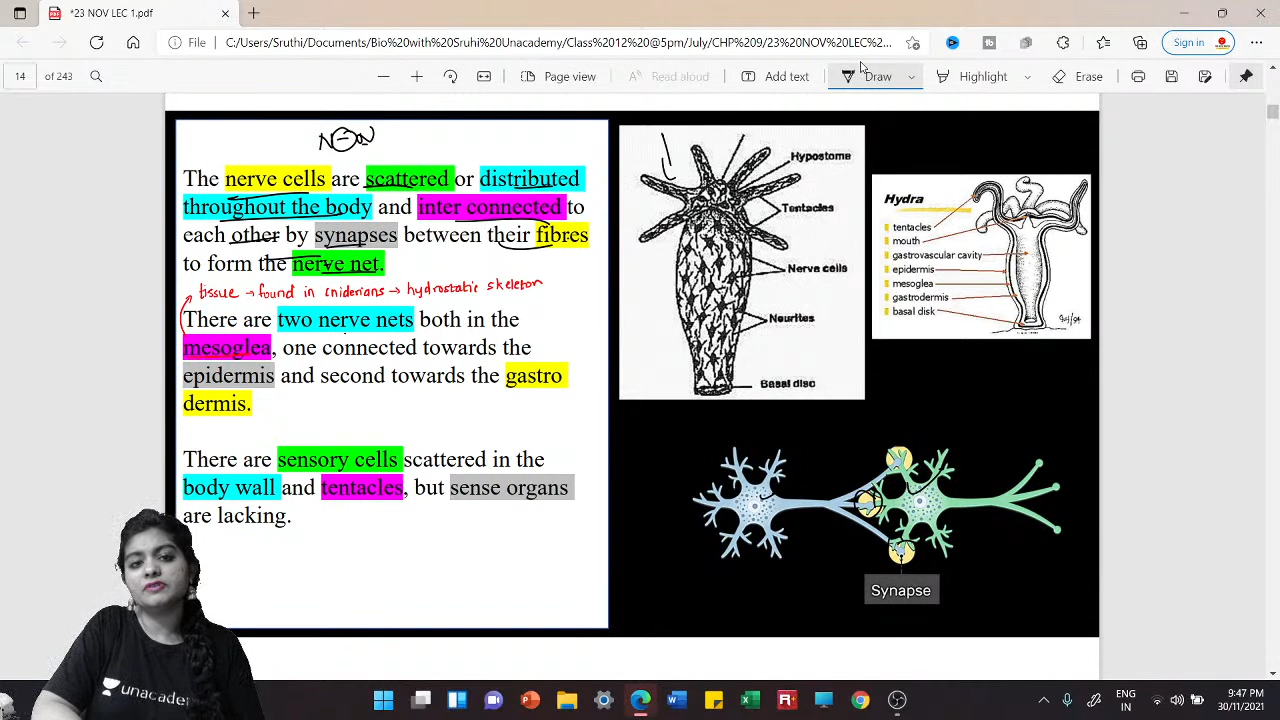 *23 NOV LEC 1.pdf
File
C:/Users/Sruthi/Documents/Bio%20with%20Sruhi%20Unacademy/Class%2012%20@5pm/July/CHP%209/23%20NOV%20LEC%2...
Sign in
14 of 243
Page view
Read aloud
Add text
Draw
Highlight
Erase
The nerve cells are scattered or distributed
throughout the body and inter connected to
each other by synapses between their fibres
to form the nerve net.
tissue → found in cniderians → hydrostatic skeleton
There are two nerve nets both in the
mesoglea, one connected towards the
epidermis and second towards the gastro
dermis.
There are sensory cells scattered in the
body wall and tentacles, but sense organs
are lacking.
Hypostome
Tentacles
Nerve cells
Neurites
Basal disc
Hydra
tentacles
mouth
gastrovascular cavity
epidermis
mesoglea
gastrodermis
basal disk
Synapse
unacade
ENG
IN
9:47 PM
30/11/2021